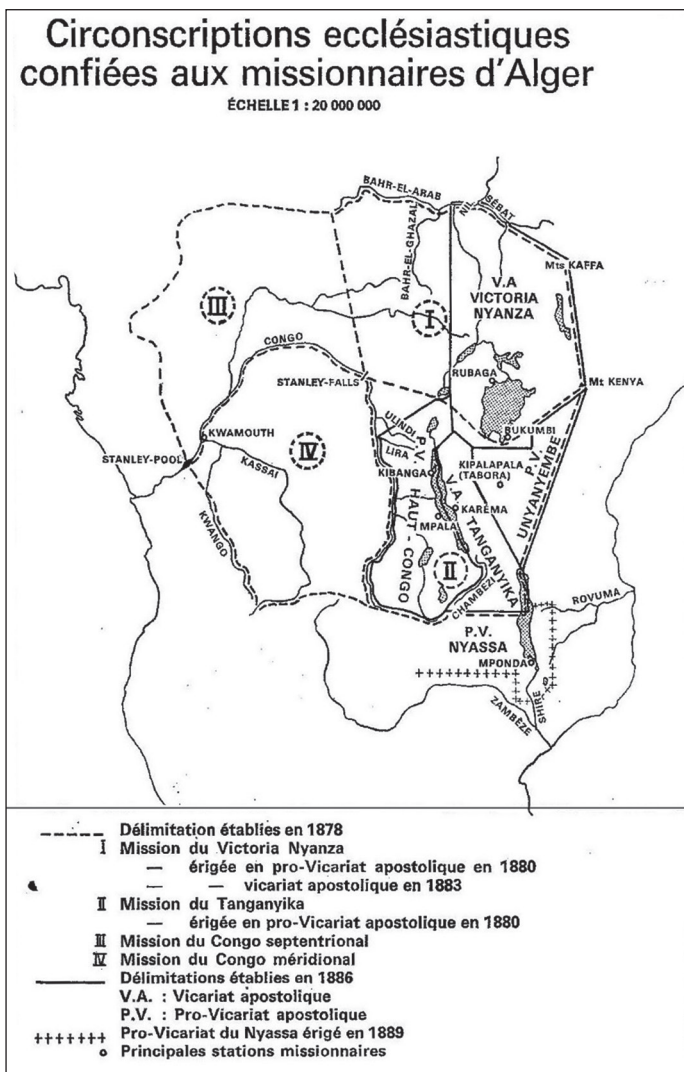 Circonscriptions ecclésiastiques
confiées aux missionnaires d'Alger
ÉCHELLE 1 : 20 000 000
BAHR-EL-ARAB
NIL
SÉBAT
BAHR-EL-GHAZAL
Mts KAFFA
V.A
VICTORIA
NYANZA
III
I
CONGO
RUBAGA
STANLEY-FALLS
Mt KENYA
ULINDI
BUKUMBI
KWAMOUTH
IV
LIRA
P.V.
HAUT-CONGO
KIPALAPALA
(TABORA)
P.V.
UNYANYEMBE
STANLEY-POOL
KASSAI
KIBANGA
V.A.
TANGANYIKA
KAREMA
MPALA
KWANGO
II
CHAMBÉZI
ROVUMA
P.V.
NYASSA
MPONDA
SHIRE
ZAMBÈZE
Délimitation établies en 1878
I Mission du Victoria Nyanza
— érigée en pro-Vicariat apostolique en 1880
— — vicariat apostolique en 1883
II Mission du Tanganyika
— érigée en pro-Vicariat apostolique en 1880
III Mission du Congo septentrional
IV Mission du Congo méridional
Délimitations établies en 1886
V.A. : Vicariat apostolique
P.V. : Pro-Vicariat apostolique
+++++++ Pro-Vicariat du Nyassa érigé en 1889
Principales stations missionnaires